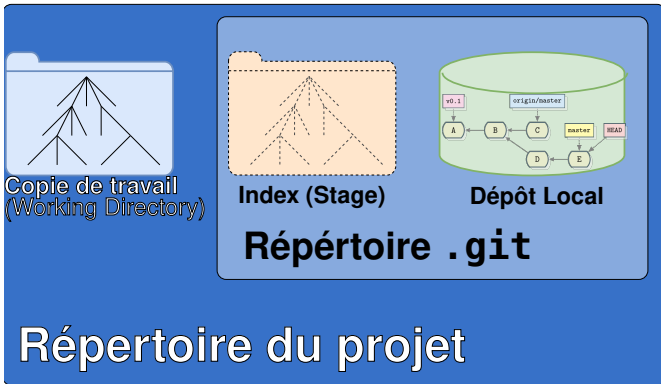 v0.1
origin/master
A
B
C
master
HEAD
D
E
Copie de travail
(Working Directory)
Index (Stage)
Dépôt Local
Répértoire .git
Répertoire du projet